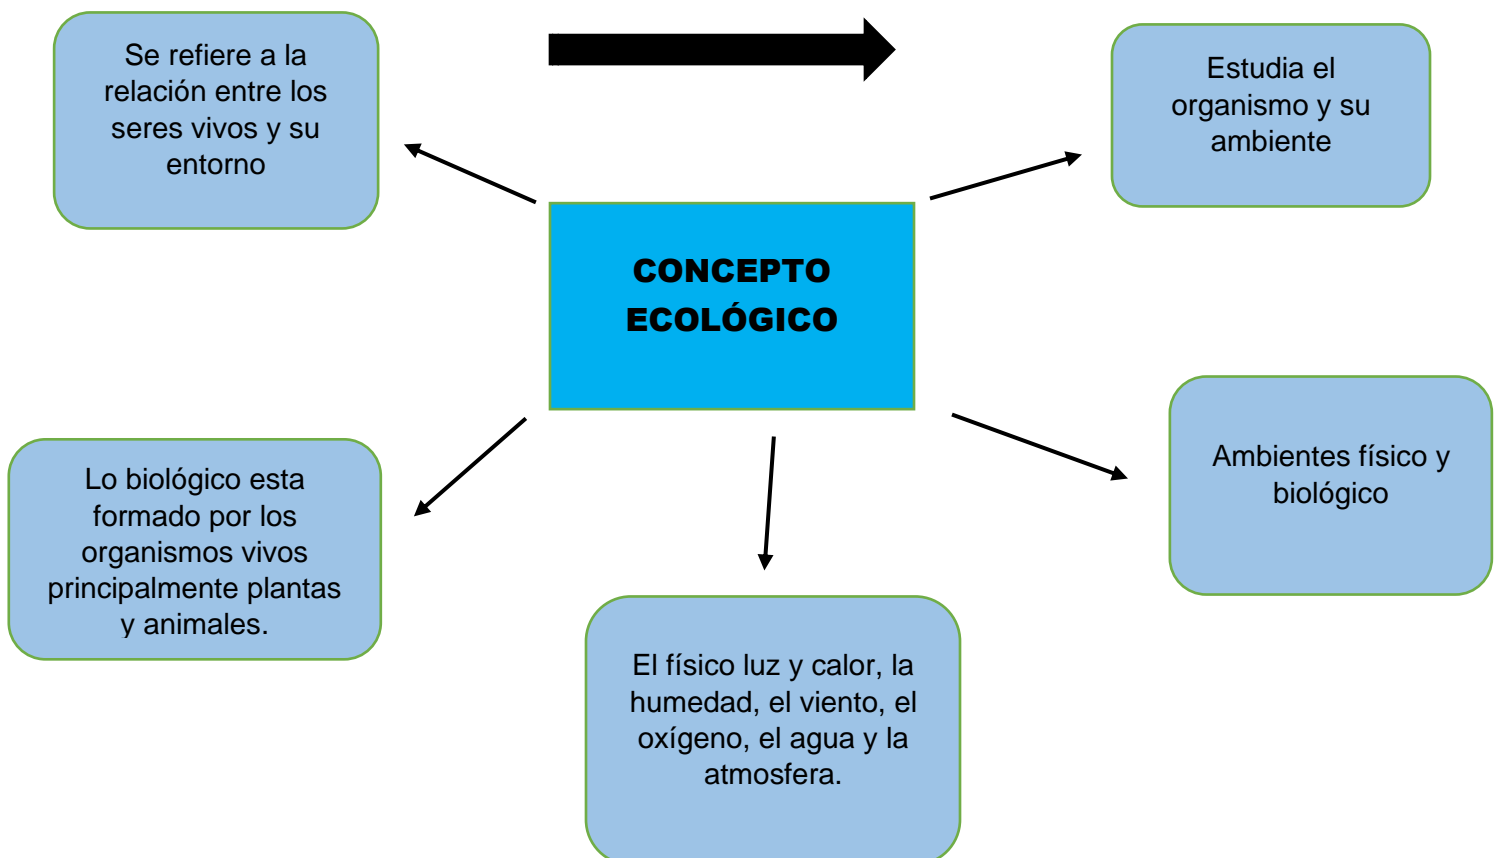 Se refiere a la
relación entre los
seres vivos y su
entorno
Estudia el
organismo y su
ambiente
CONCEPTO
ECOLÓGICO
Ambientes físico y
biológico
Lo biológico esta
formado por los
organismos vivos
principalmente plantas
y animales.
El físico luz y calor, la
humedad, el viento, el
oxígeno, el agua y la
atmosfera.